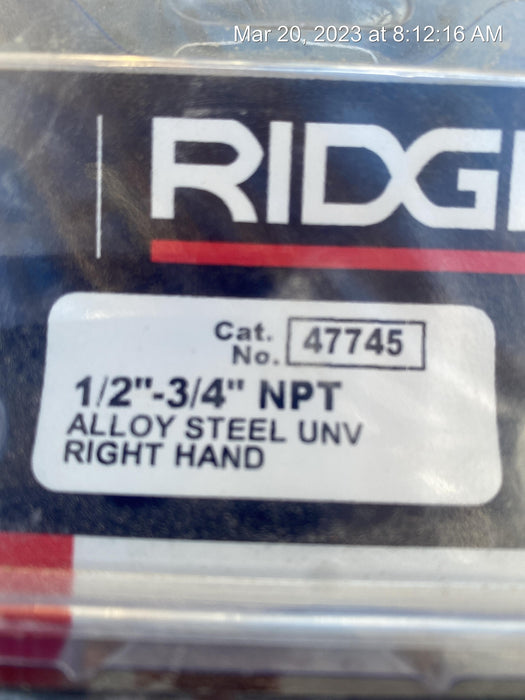 Mar 20, 2023 at 8:12:16 AM
RIDG
Cat. No. 47745
1/2"-3/4" NPT
ALLOY STEEL UNV
RIGHT HAND